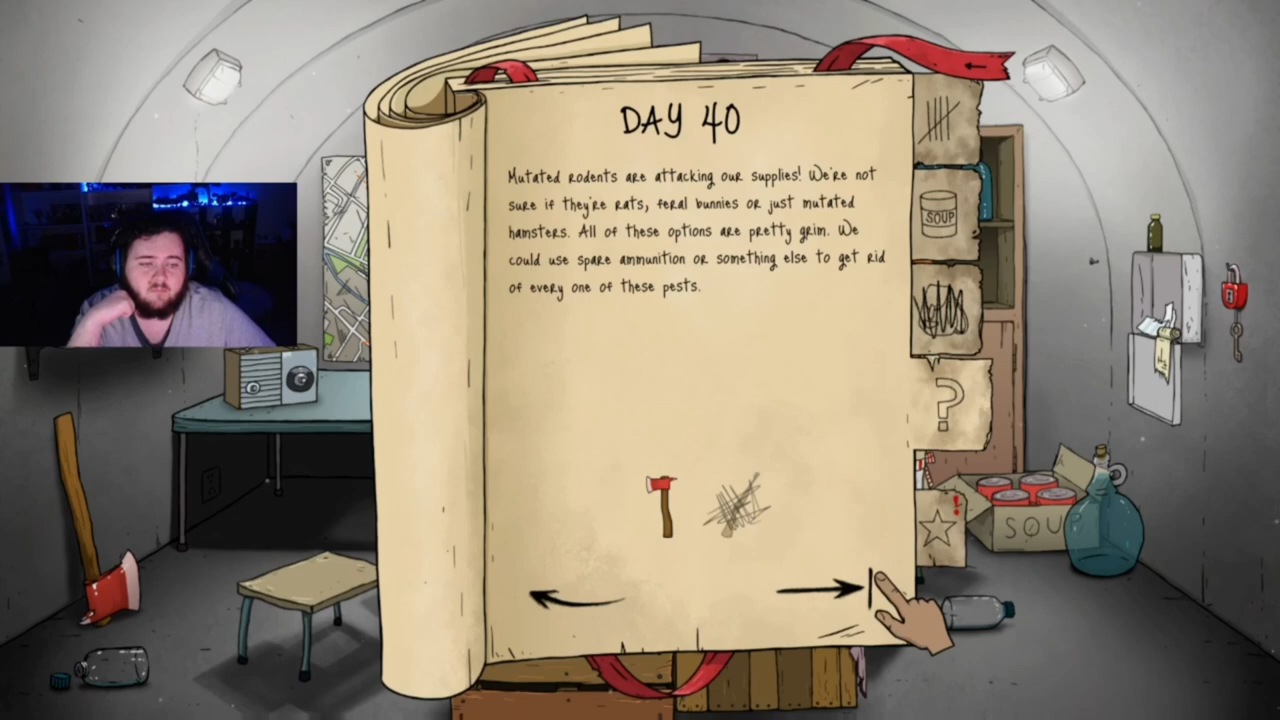 DAY 40
Mutated rodents are attacking our supplies! We're not
sure if they're rats, feral bunnies or just mutated
hamsters. All of these options are pretty grim. We
could use spare ammunition or something else to get rid
of every one of these pests.
SOUP
?
!
SOUP